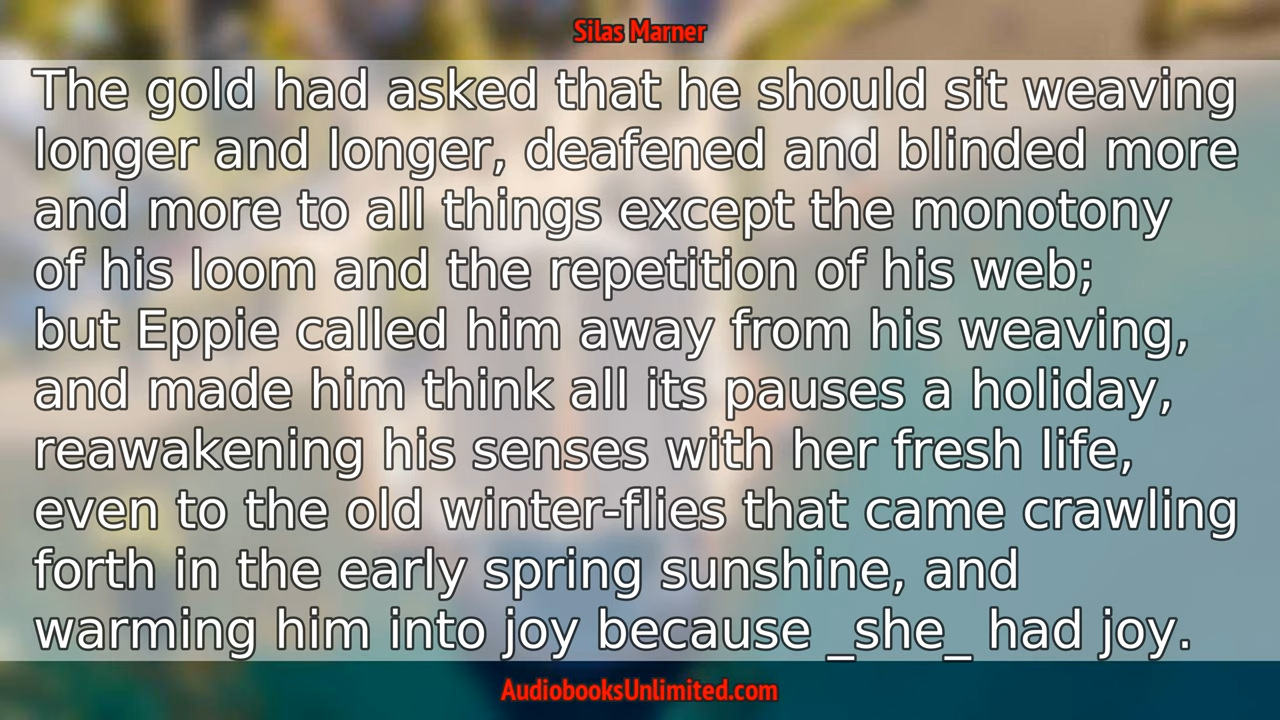 Silas Marner
The gold had asked that he should sit weaving
longer and longer, deafened and blinded more
and more to all things except the monotony
of his loom and the repetition of his web;
but Eppie called him away from his weaving,
and made him think all its pauses a holiday,
reawakening his senses with her fresh life,
even to the old winter-flies that came crawling
forth in the early spring sunshine, and
warming him into joy because _she_ had joy.
AudiobooksUnlimited.com